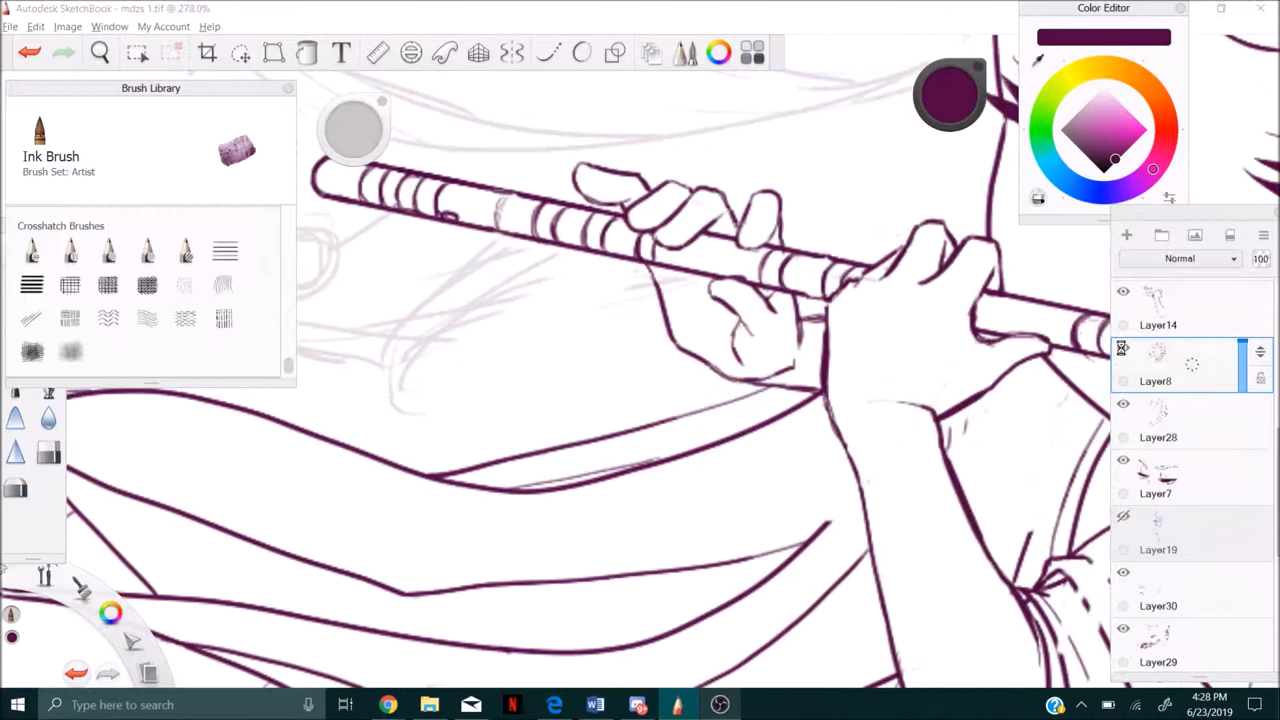 Autodesk SketchBook - mdzs 1.tif @ 278.0%
File Edit Image Window My Account Help
Color Editor
Brush Library
Ink Brush
Brush Set: Artist
Crosshatch Brushes
Normal 100
Layer14
Layer8
Layer28
Layer7
Layer19
Layer30
Layer29
Type here to search
4:28 PM
6/23/2019